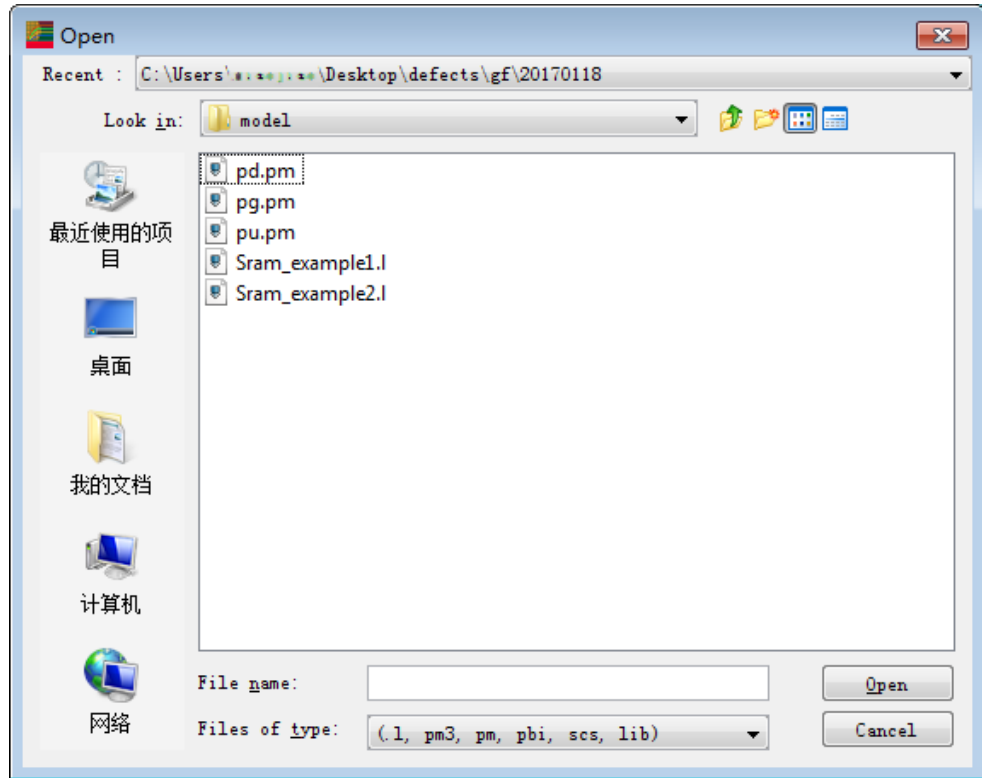 Open
Recent : C:\Users\ \Desktop\defects\gf\20170118
Look in: model
pd.pm
pg.pm
pu.pm
Sram_example1.l
Sram_example2.l
最近使用的项
目
桌面
我的文档
计算机
网络
File name:
Open
Files of type: (.l, pm3, pm, pbi, scs, lib)
Cancel